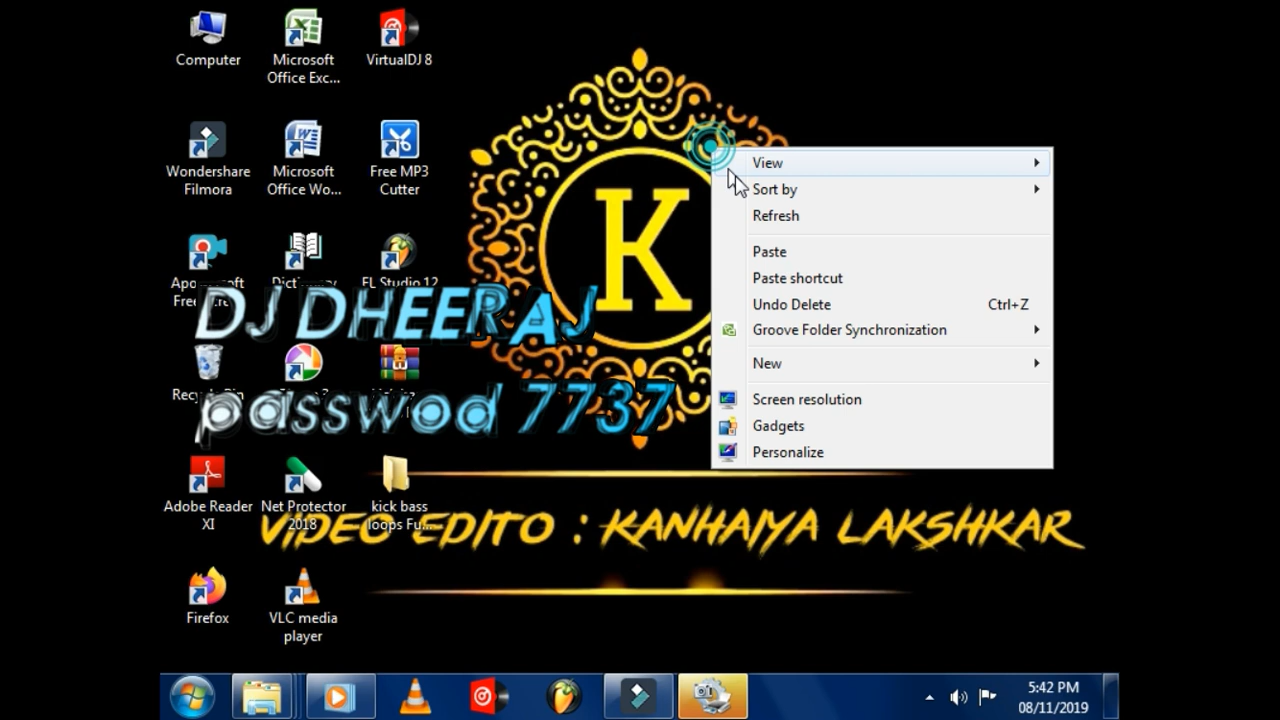 Computer
Microsoft
Office Exc...
VirtualDJ 8
Wondershare
Filmora
Microsoft
Office Wo...
Free MP3
Cutter
FL Studio 12
DJ DHEERAJ
passwod 7737
K
View
Sort by
Refresh
Paste
Paste shortcut
Undo Delete Ctrl+Z
Groove Folder Synchronization
New
Screen resolution
Gadgets
Personalize
Adobe Reader
XI
Net Protector
2018
kick bass
loops Fu...
VIDEO EDITO : KANHAIYA LAKSHKAR
Firefox
VLC media
player
5:42 PM
08/11/2019